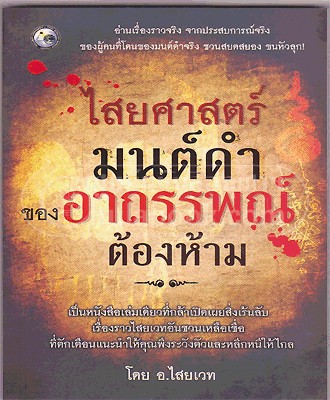 อ่านเรื่องราวจริง จากประสบการณ์จริง
ของผู้คนที่โดนของมนต์ดำจริง ชวนสยดสยอง ขนหัวลุก!
ไสยศาสตร์
มนต์ดำ
ของ อาถรรพณ์
ต้องห้าม
เป็นหนังสือเล่มเดียวที่กล้าเปิดเผยสิ่งเร้นลับ
เรื่องราวไสยเวทอันชวนเหลือเชื่อ
ที่ตักเตือนแนะนำให้คุณพึงระวังตัวและหลีกหนีให้ไกล
โดย อ.ไสยเวท